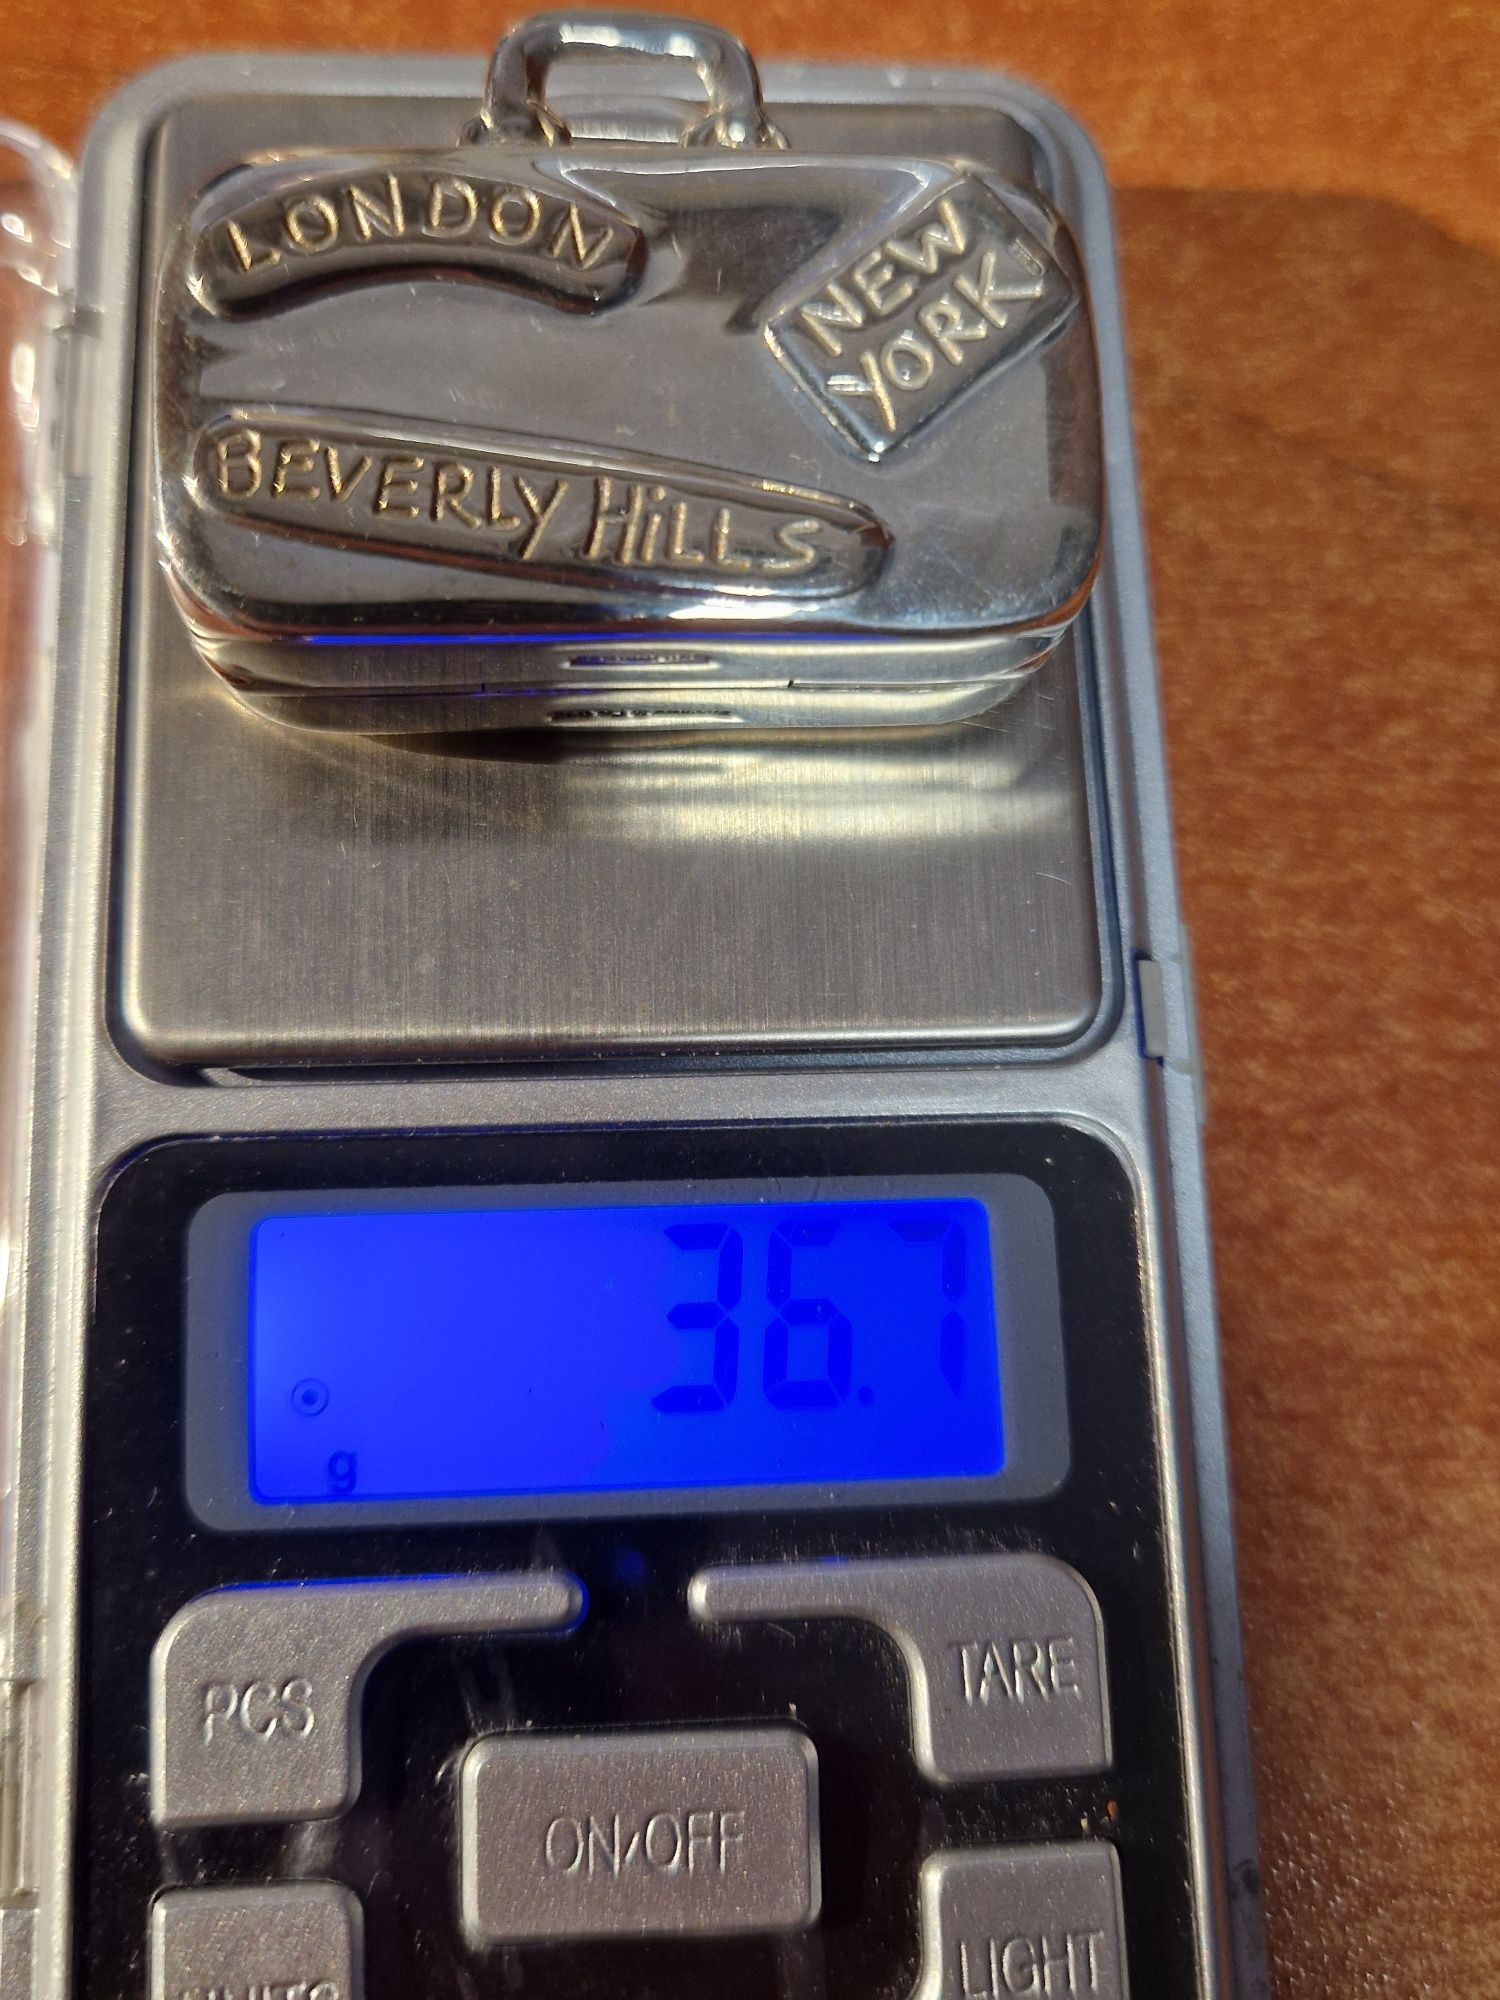 LONDON
NEW
YORK
BEVERLY HILLS
36.7
g
PCS
TARE
ON/OFF
LIGHT